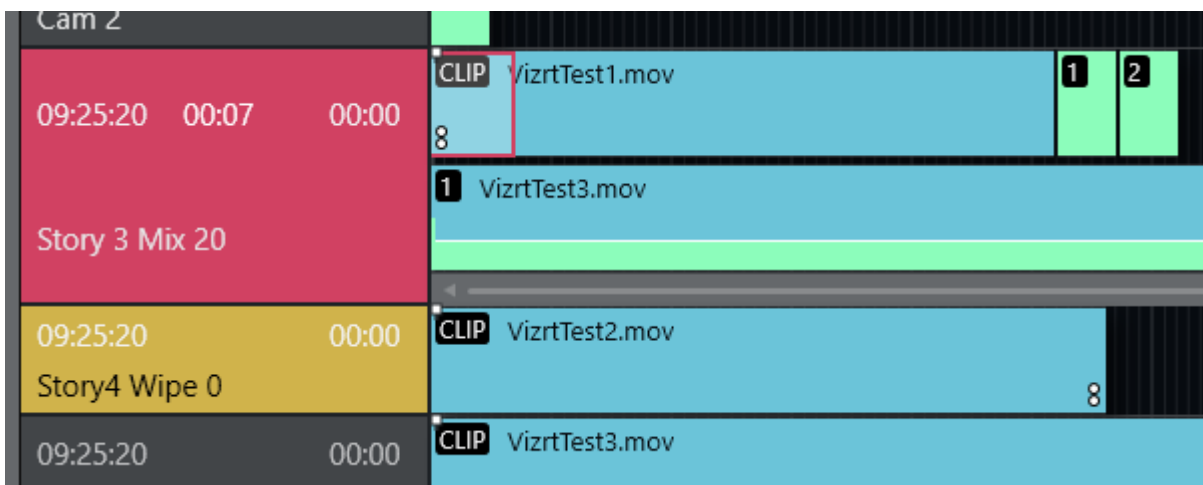 Cam 2
09:25:20 00:07 00:00
Story 3 Mix 20
CLIP VizrtTest1.mov 1 2
8
1 VizrtTest3.mov
09:25:20 00:00
Story4 Wipe 0
CLIP VizrtTest2.mov
8
09:25:20 00:00
CLIP VizrtTest3.mov